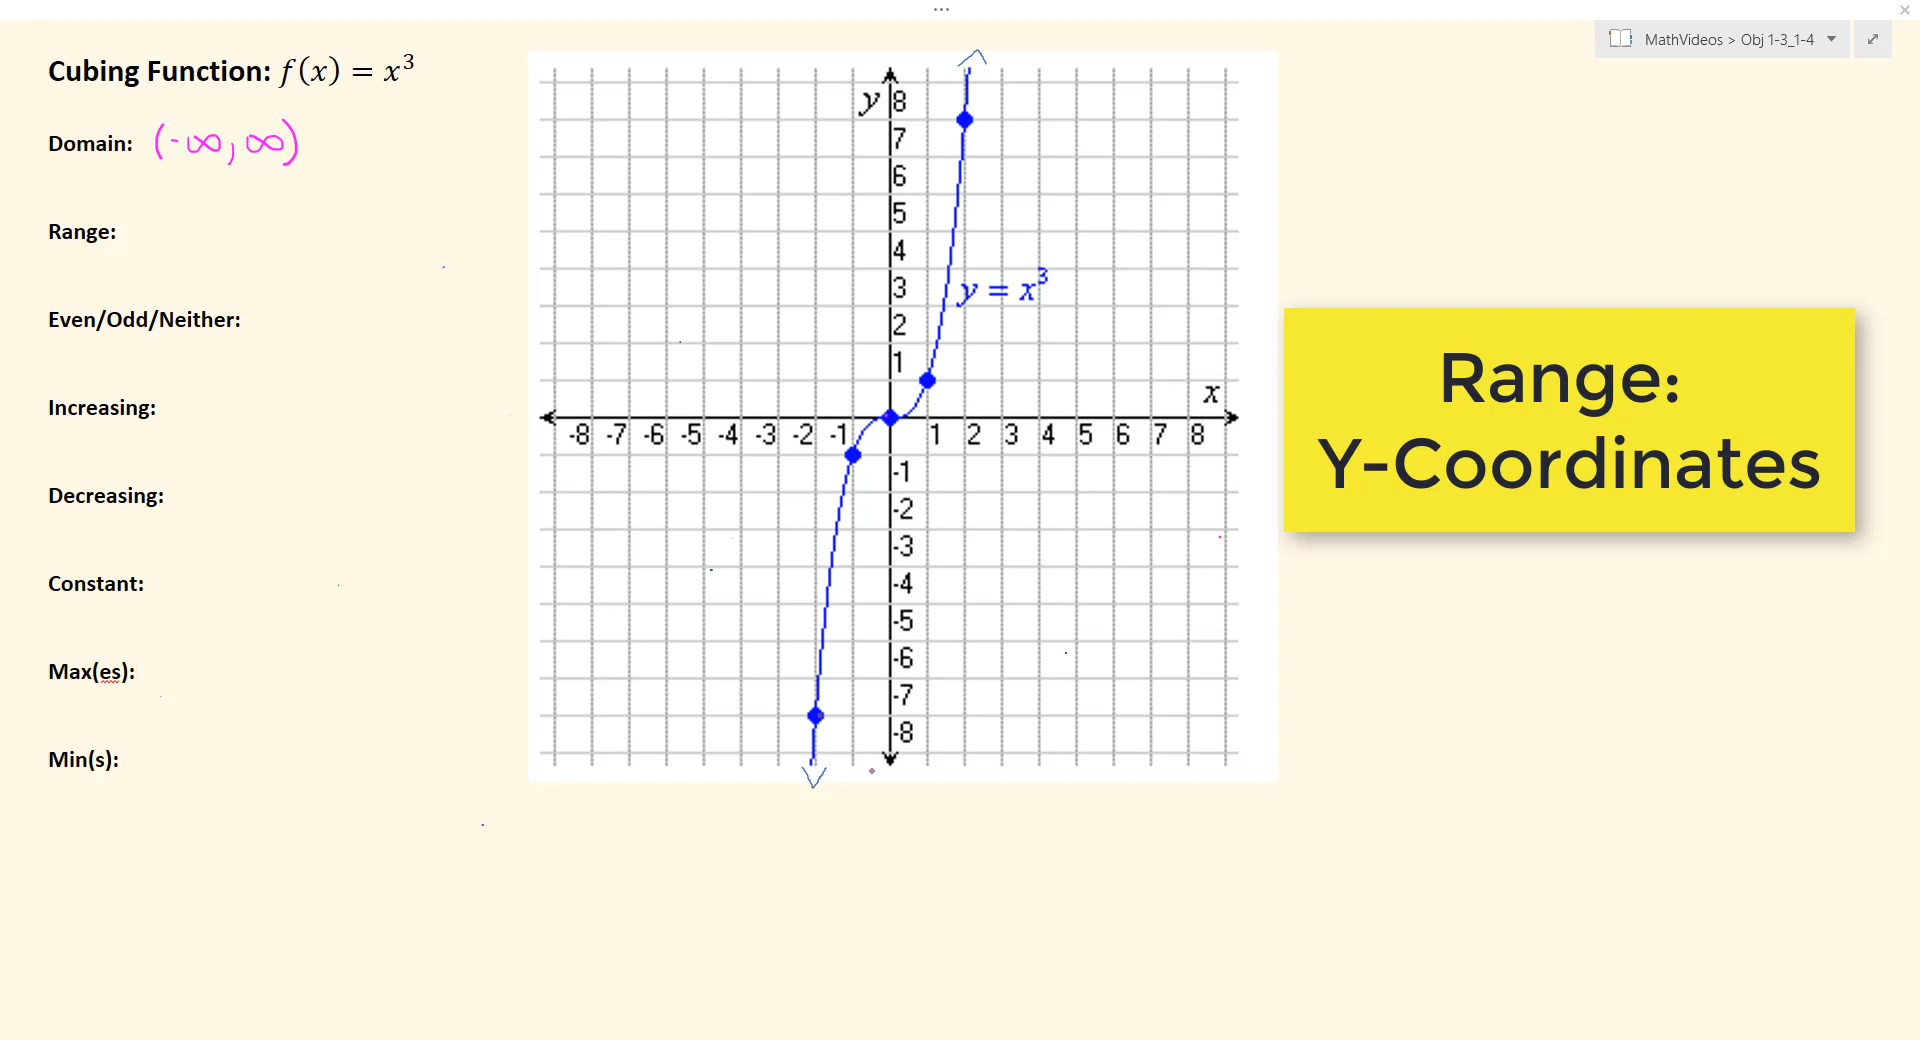 ...
MathVideos > Obj 1-3_1-4
Cubing Function: f(x) = x³
Domain: (-∞, ∞)
Range:
Even/Odd/Neither:
Increasing:
Decreasing:
Constant:
Max(es):
Min(s):
y
8
7
6
5
4
3
2
1
y = x³
x
-8 -7 -6 -5 -4 -3 -2 -1 1 2 3 4 5 6 7 8
-1
-2
-3
-4
-5
-6
-7
-8
Range:
Y-Coordinates